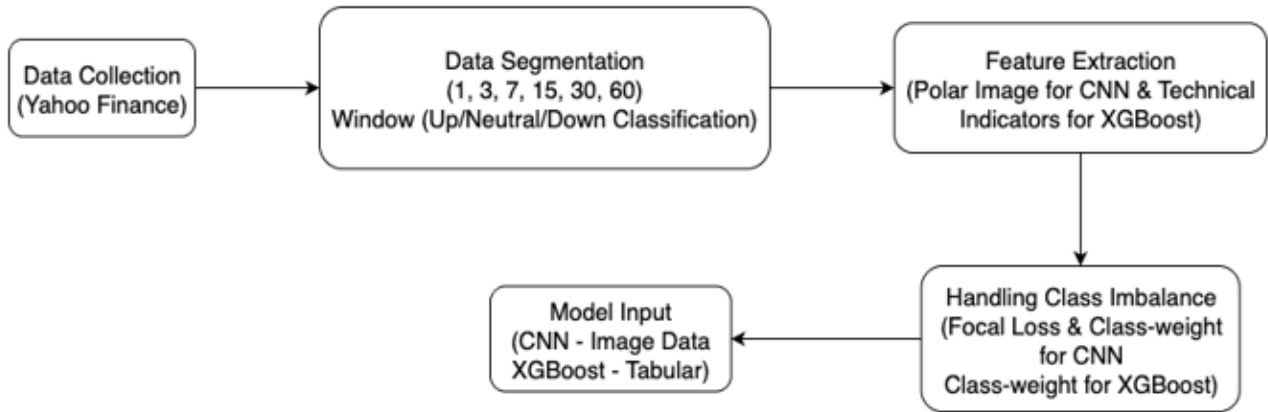 Data Collection
(Yahoo Finance)
Data Segmentation
(1, 3, 7, 15, 30, 60)
Window (Up/Neutral/Down Classification)
Feature Extraction
(Polar Image for CNN & Technical
Indicators for XGBoost)
Handling Class Imbalance
(Focal Loss & Class-weight
for CNN
Class-weight for XGBoost)
Model Input
(CNN - Image Data
XGBoost - Tabular)